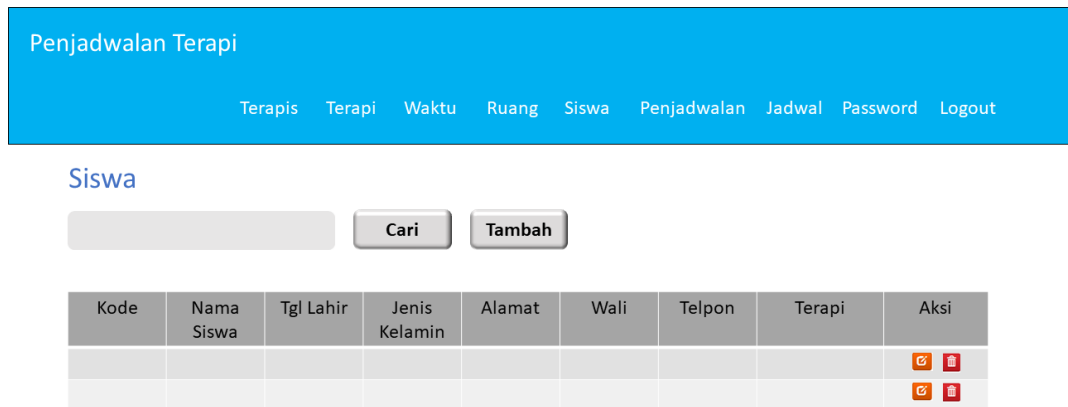 Penjadwalan Terapi
Terapis Terapi Waktu Ruang Siswa Penjadwalan Jadwal Password Logout
Siswa
Cari Tambah
Kode Nama Siswa Tgl Lahir Jenis Kelamin Alamat Wali Telpon Terapi Aksi